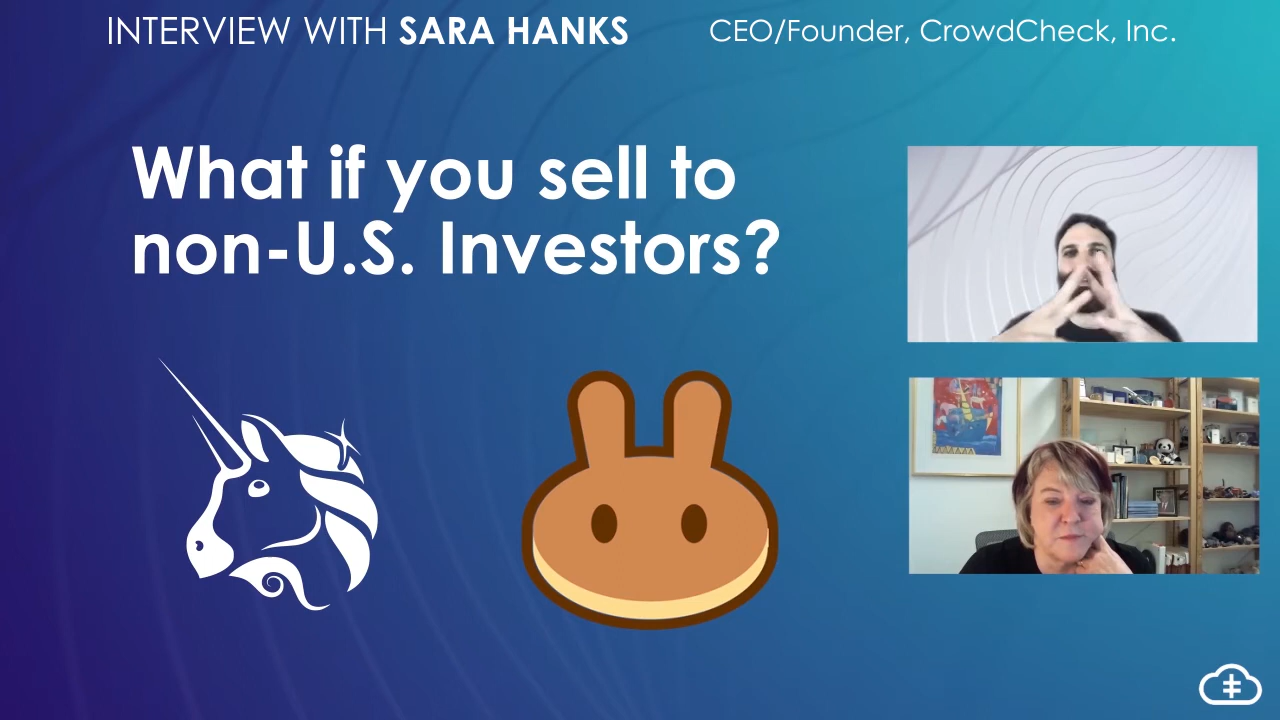 INTERVIEW WITH SARA HANKS
CEO/Founder, CrowdCheck, Inc.
What if you sell to
non-U.S. Investors?